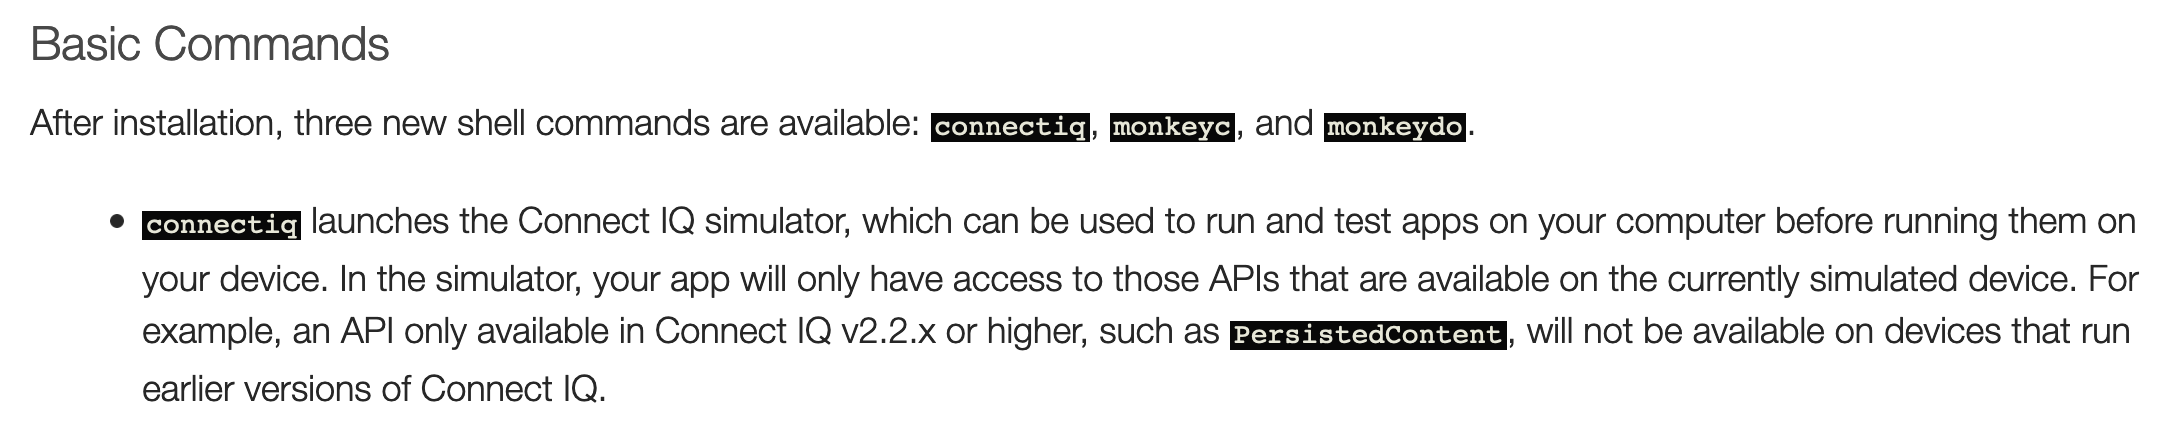 Basic Commands
After installation, three new shell commands are available: connectiq, monkeyc, and monkeydo.
• connectiq launches the Connect IQ simulator, which can be used to run and test apps on your computer before running them on
your device. In the simulator, your app will only have access to those APIs that are available on the currently simulated device. For
example, an API only available in Connect IQ v2.2.x or higher, such as PersistedContent, will not be available on devices that run
earlier versions of Connect IQ.